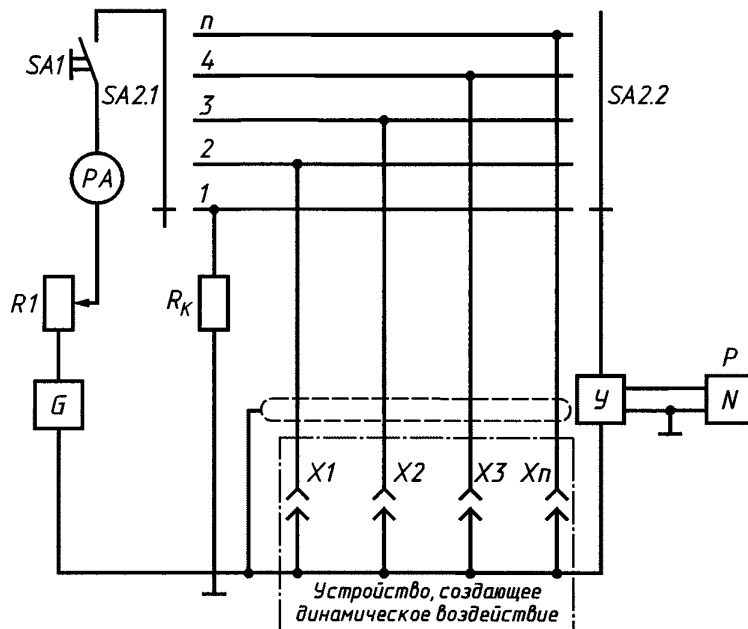 n
SA1
4
SA2.1
SA2.2
3
2
PA
1
R1
Rк
P
G
У
N
X1
X2
X3
Xn
Устройство, создающее
динамическое воздействие